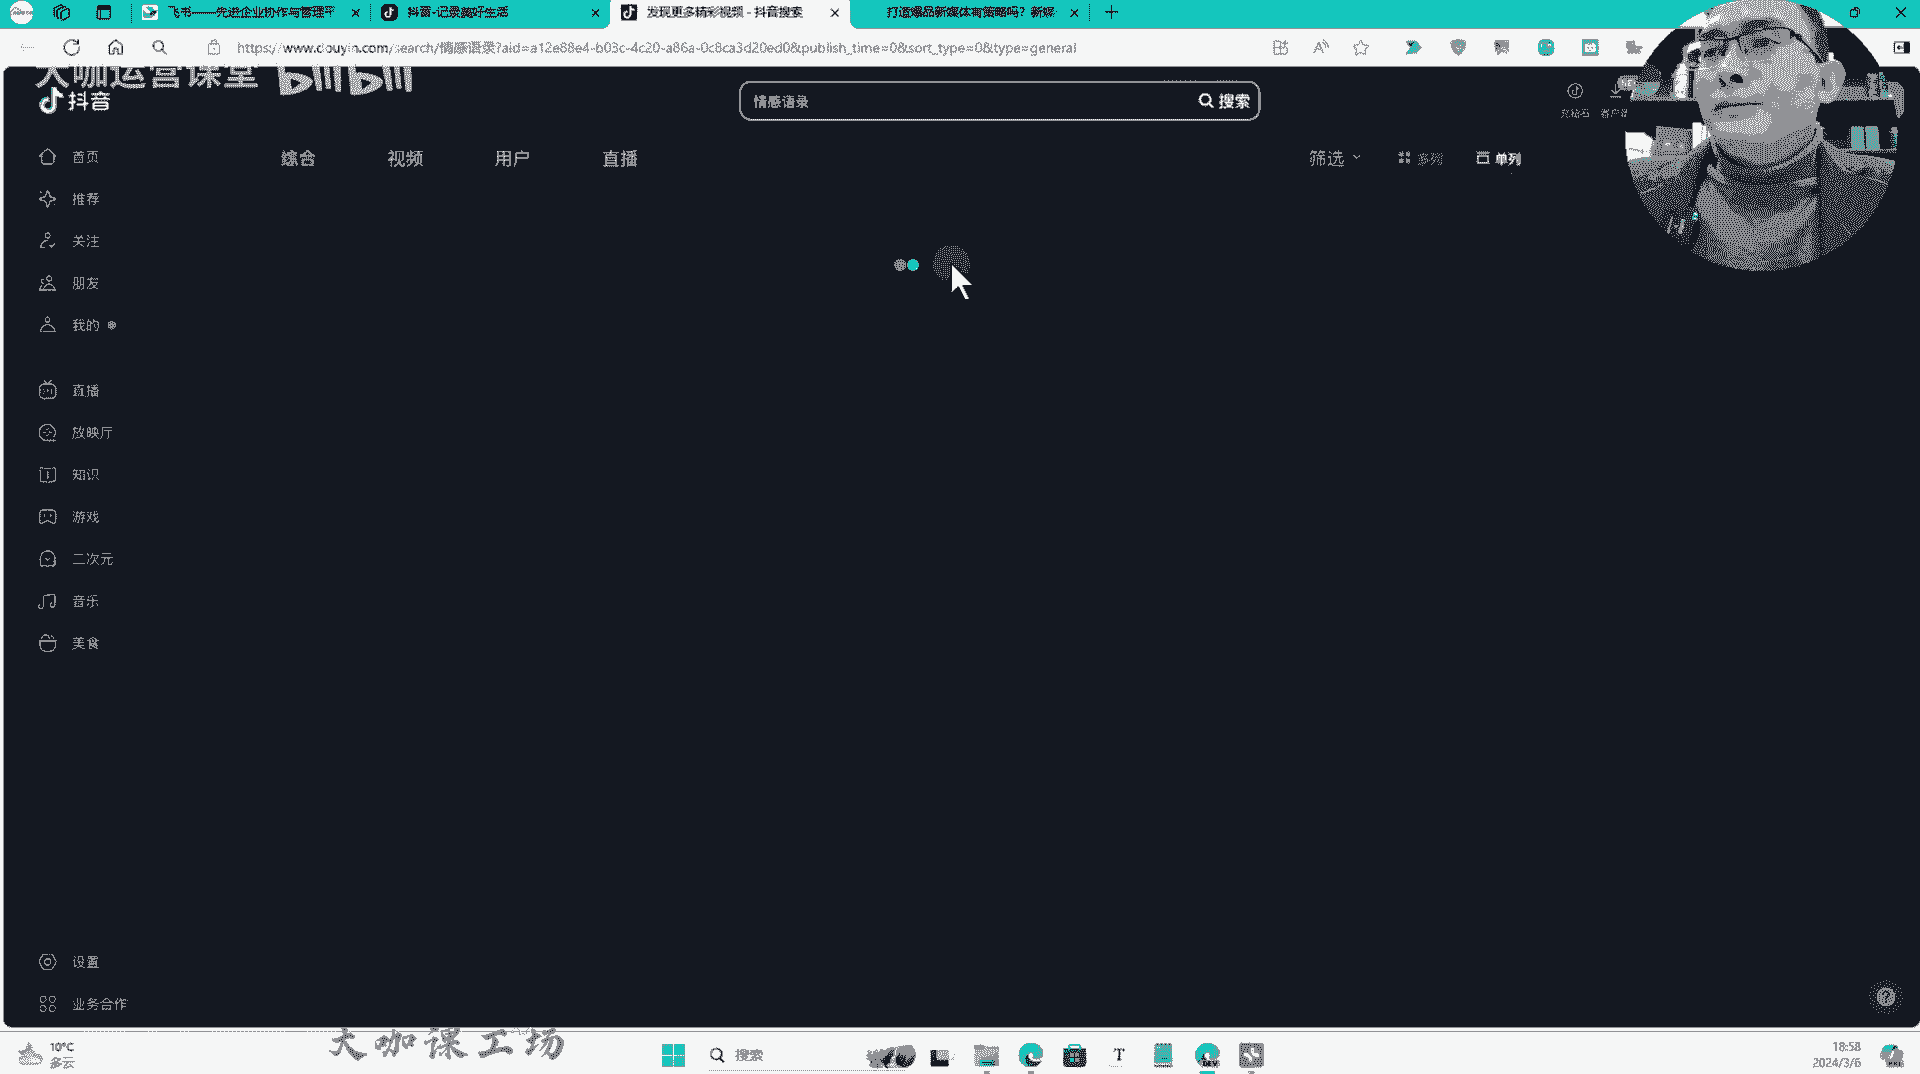 飞书——先进企业协作与管理平
抖音-记录美好生活
发现更多精彩视频 - 抖音搜索
打造爆品新媒体有策略吗？新媒
https://www.douyin.com/search/情感语录?aid=a12e88e4-b03c-4c20-a86a-0c8ca3d20ed0&publish_time=0&sort_type=0&type=general
大咖运营课堂 bilibili
抖音
情感语录
搜索
充钻石
客户端
首页
综合
视频
用户
直播
筛选
多列
单列
推荐
关注
朋友
我的
直播
放映厅
知识
游戏
二次元
音乐
美食
设置
业务合作
大咖课工场
10°C
多云
搜索
T
DEV
18:58
2024/3/6